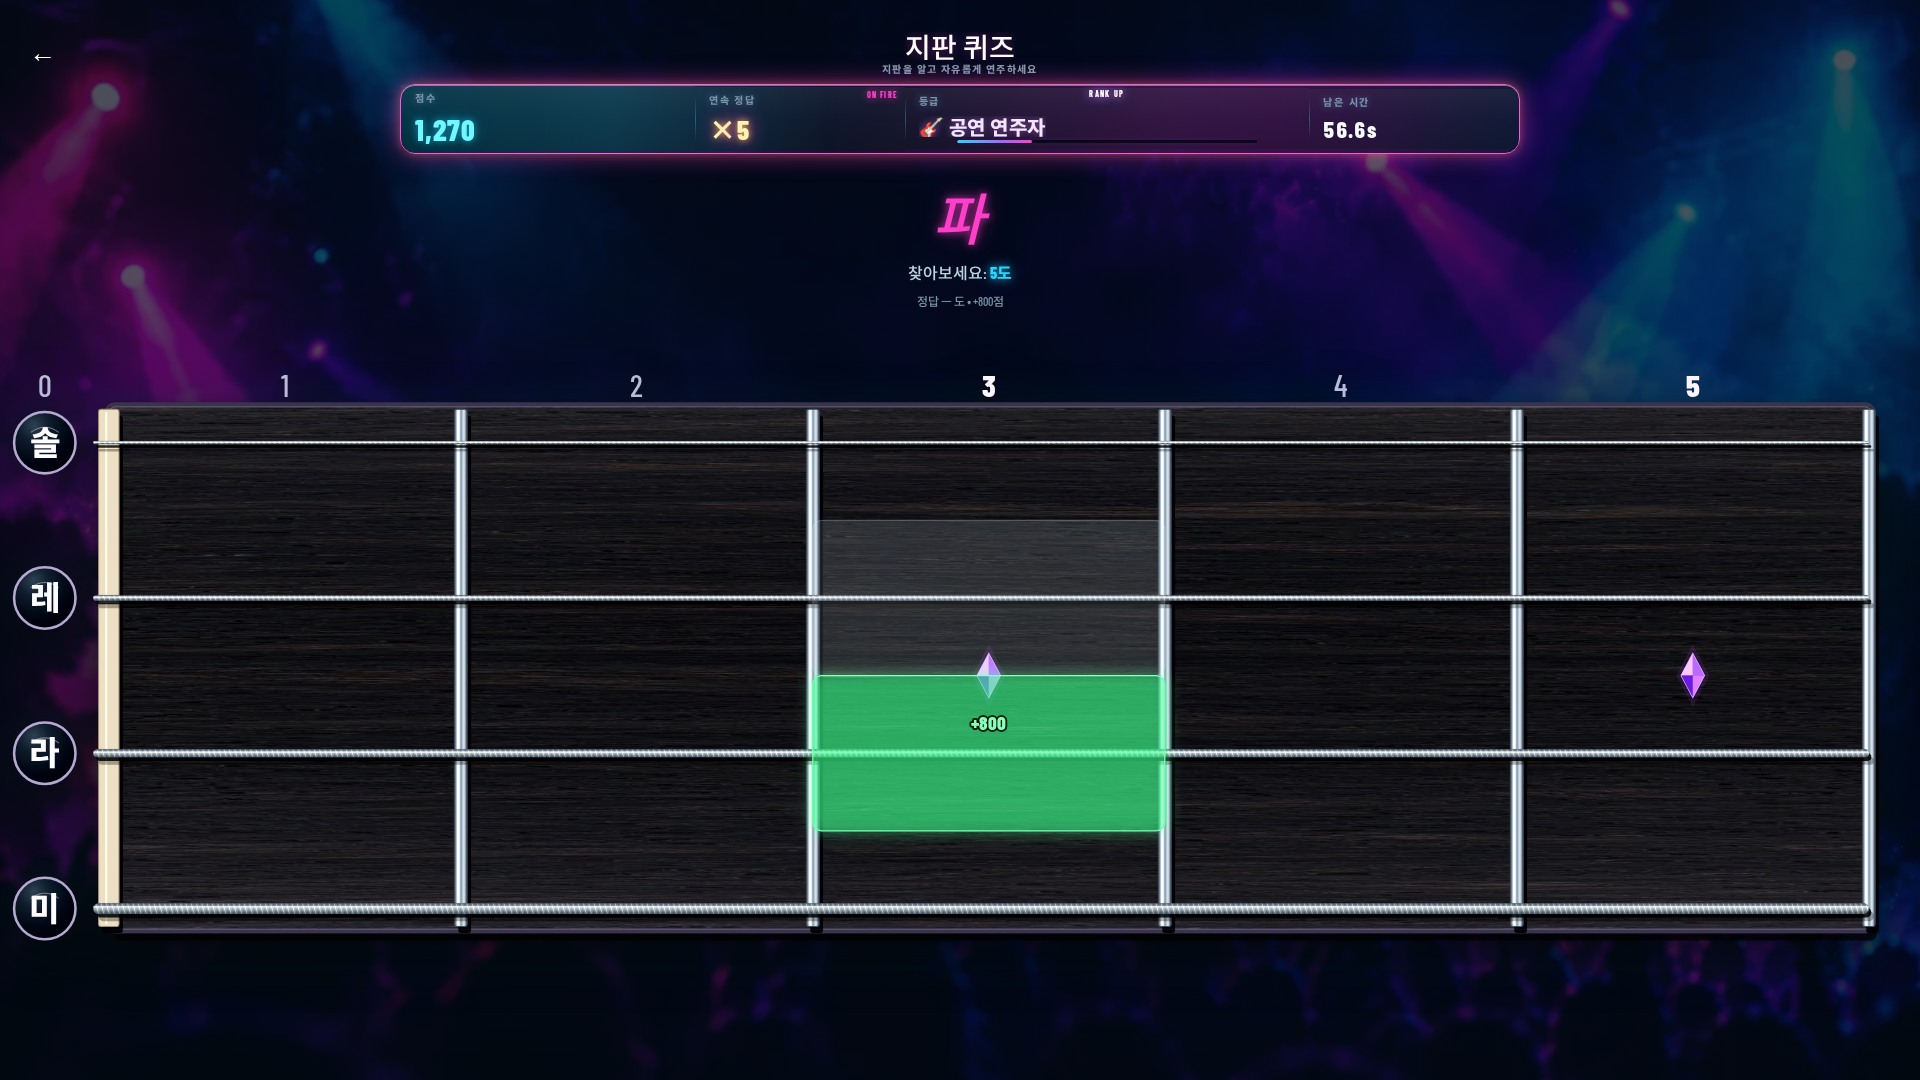 ←
지판 퀴즈
지판을 알고 자유롭게 연주하세요
점수
1,270
연속 정답
×5
ON FIRE
등급
공연 연주자
RANK UP
남은 시간
56.6s
파
찾아보세요: 5도
정답 — 도 • +800점
0 1 2 3 4 5
솔
레
+800
라
미